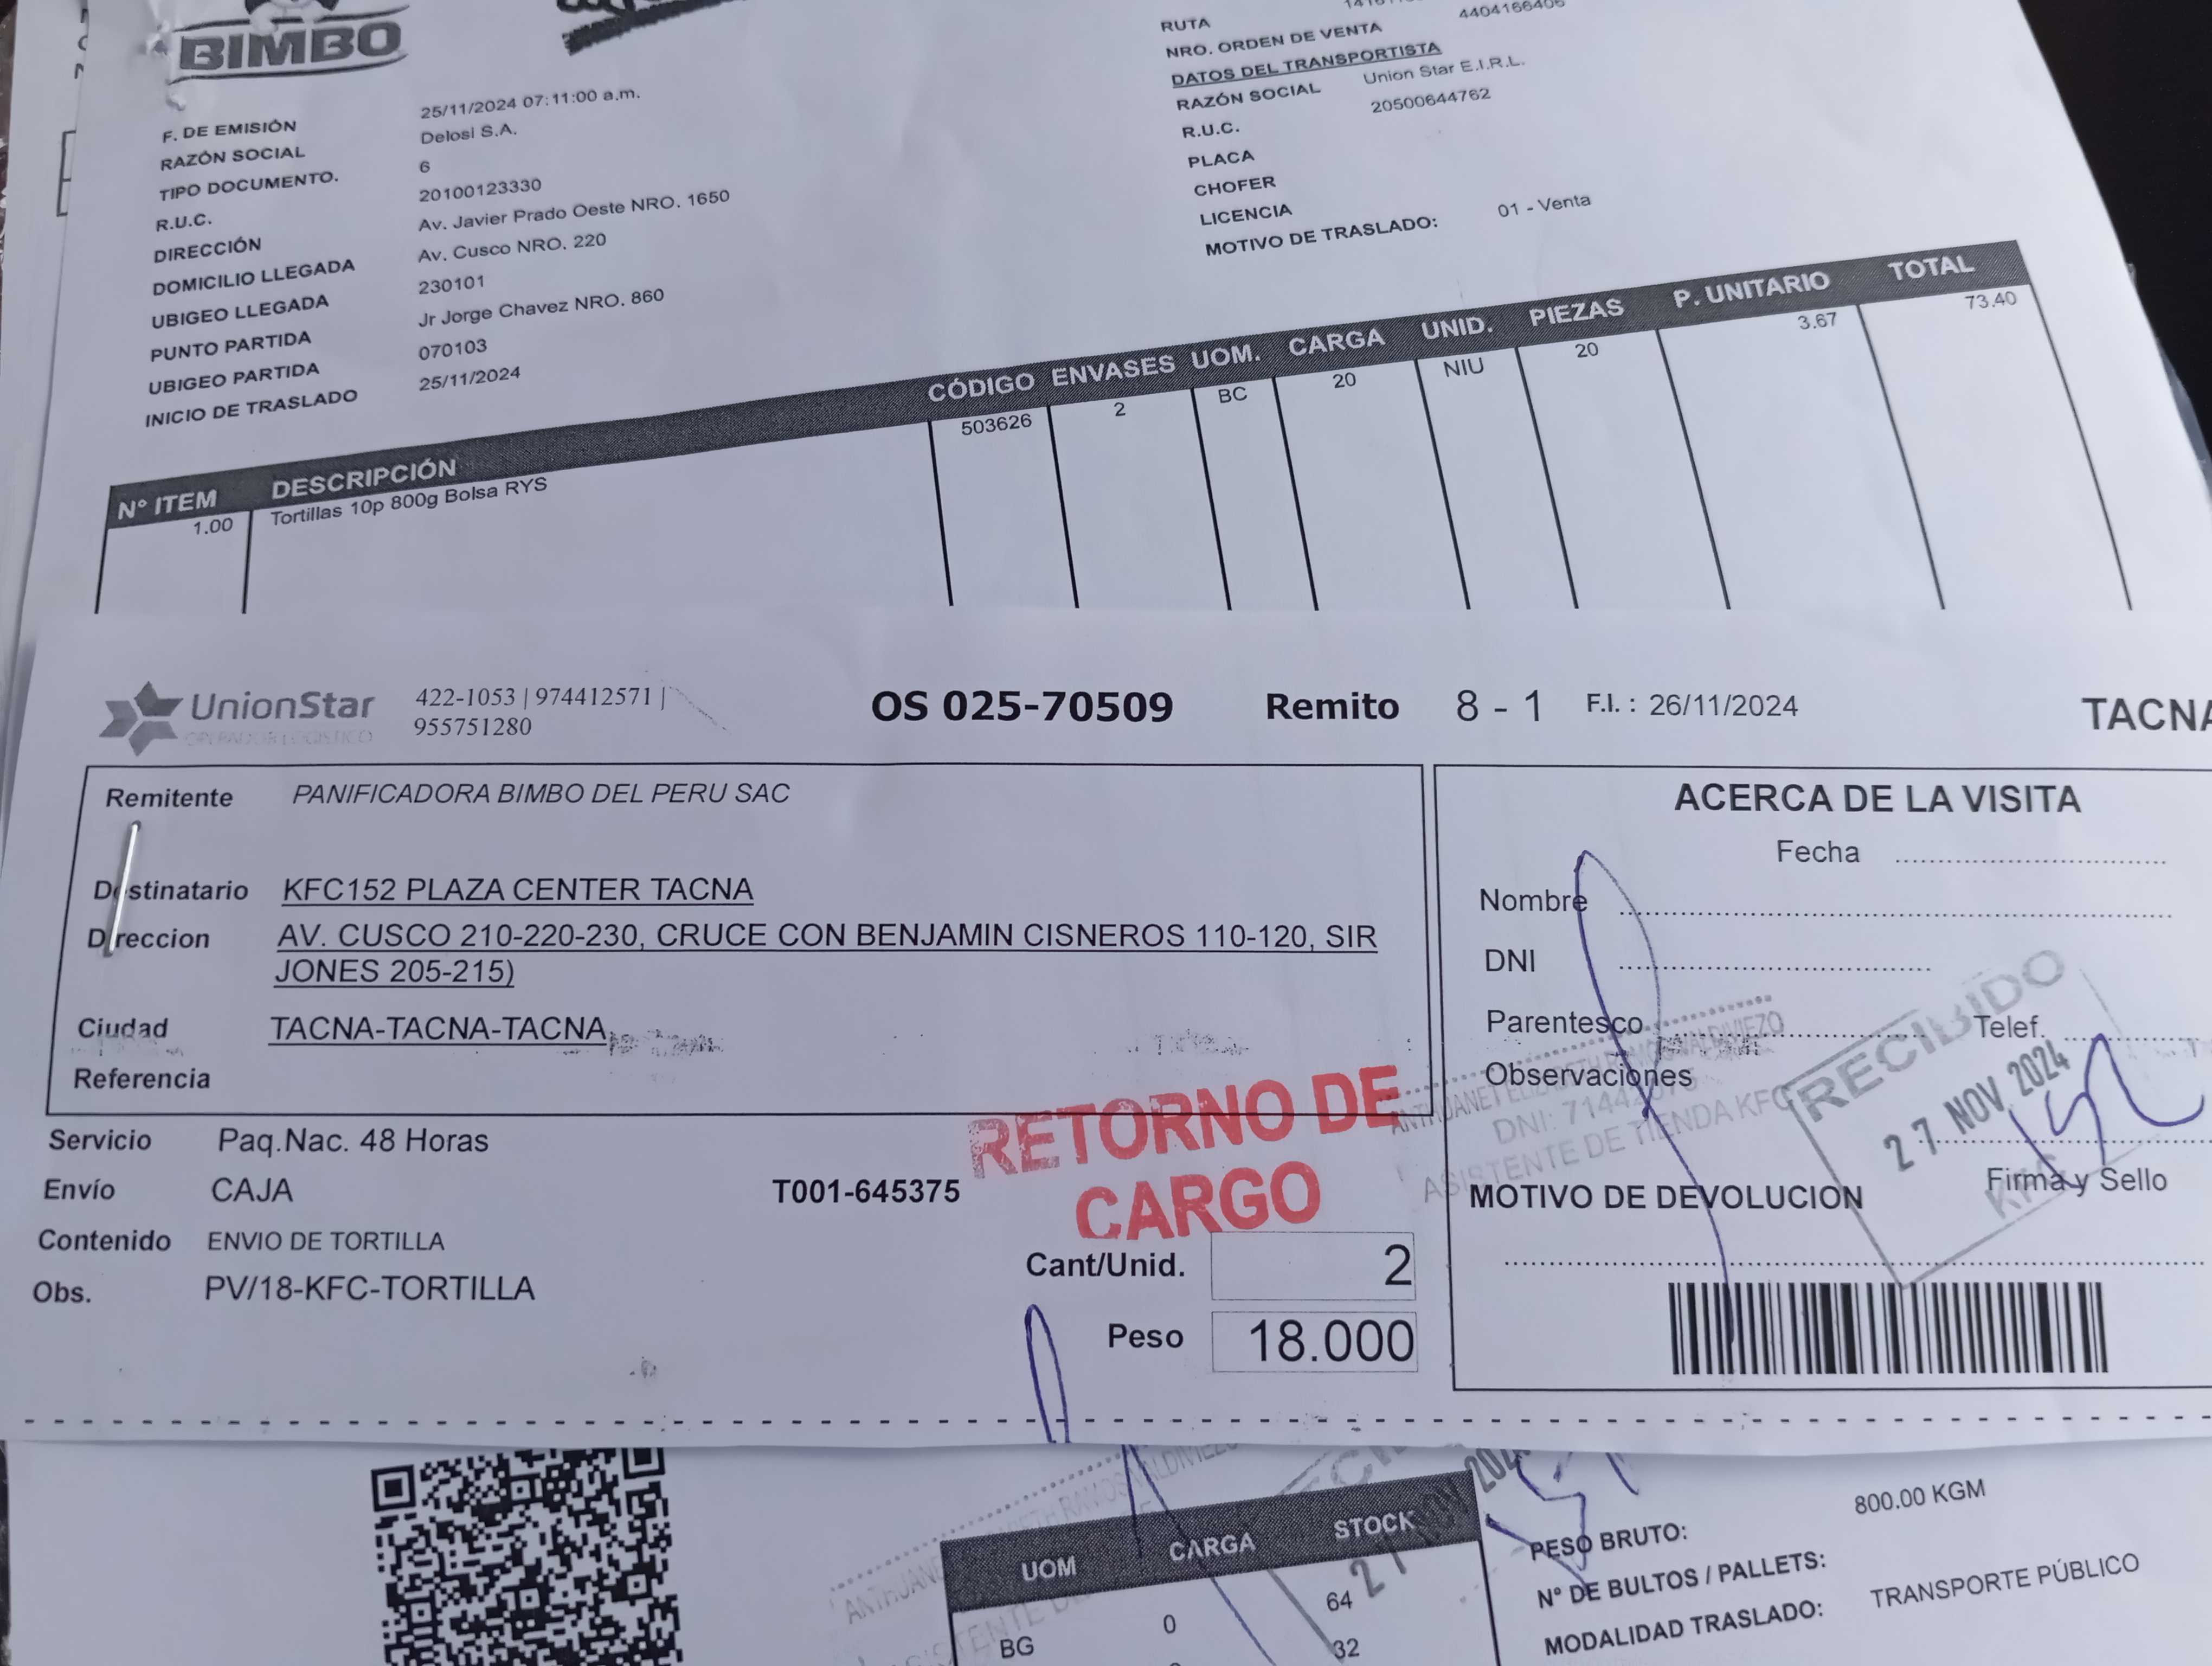 BIMBO
F. DE EMISIÓN 25/11/2024 07:11:00 a.m.
RAZÓN SOCIAL Delosi S.A.
TIPO DOCUMENTO. 6
R.U.C. 20100123330
DIRECCIÓN Av. Javier Prado Oeste NRO. 1650
DOMICILIO LLEGADA Av. Cusco NRO. 220
UBIGEO LLEGADA 230101
PUNTO PARTIDA Jr Jorge Chavez NRO. 860
UBIGEO PARTIDA 070103
INICIO DE TRASLADO 25/11/2024
RUTA
NRO. ORDEN DE VENTA 4404166406
DATOS DEL TRANSPORTISTA
RAZÓN SOCIAL Union Star E.I.R.L.
R.U.C. 20500644762
PLACA
CHOFER
LICENCIA
MOTIVO DE TRASLADO: 01 - Venta
N° ITEM DESCRIPCIÓN CÓDIGO ENVASES UOM. CARGA UNID. PIEZAS P. UNITARIO TOTAL
1.00 Tortillas 10p 800g Bolsa RYS 503626 2 BC 20 NIU 20 3.67 73.40
UnionStar 422-1053 | 974412571 |
OPERADOR LOGISTICO 955751280
OS 025-70509 Remito 8 - 1 F.I. : 26/11/2024 TACNA
Remitente PANIFICADORA BIMBO DEL PERU SAC
Destinatario KFC152 PLAZA CENTER TACNA
Direccion AV. CUSCO 210-220-230, CRUCE CON BENJAMIN CISNEROS 110-120, SIR
JONES 205-215)
Ciudad TACNA-TACNA-TACNA
Referencia
Servicio Paq.Nac. 48 Horas
Envío CAJA T001-645375
Contenido ENVIO DE TORTILLA
Obs. PV/18-KFC-TORTILLA
RETORNO DE
CARGO
Cant/Unid. 2
Peso 18.000
ACERCA DE LA VISITA
Fecha
Nombre
DNI
Parentesco Telef.
Observaciones
DNI: 7144
ASISTENTE DE TIENDA KFC
RECIBIDO
27 NOV 2024
KFC
Firma y Sello
MOTIVO DE DEVOLUCION
UOM CARGA STOCK
0 64
BG 32
PESO BRUTO: 800.00 KGM
N° DE BULTOS / PALLETS:
MODALIDAD TRASLADO: TRANSPORTE PÚBLICO